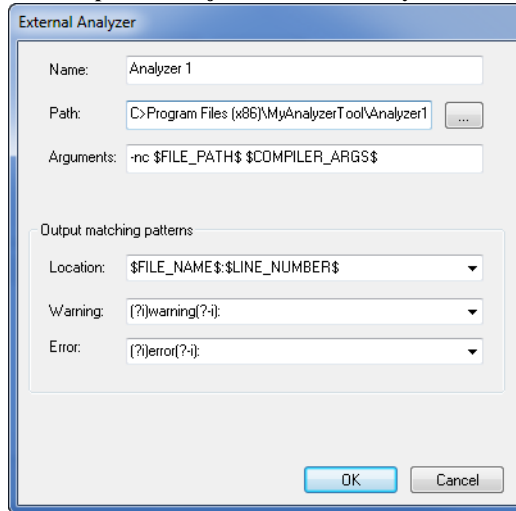 External Analyzer
Name: Analyzer 1
Path: C>Program Files (x86)\MyAnalyzerTool\Analyzer1 ...
Arguments: -nc $FILE_PATH$ $COMPILER_ARGS$
Output matching patterns
Location: $FILE_NAME$:$LINE_NUMBER$
Warning: (?i)warning(?-i):
Error: (?i)error(?-i):
OK Cancel